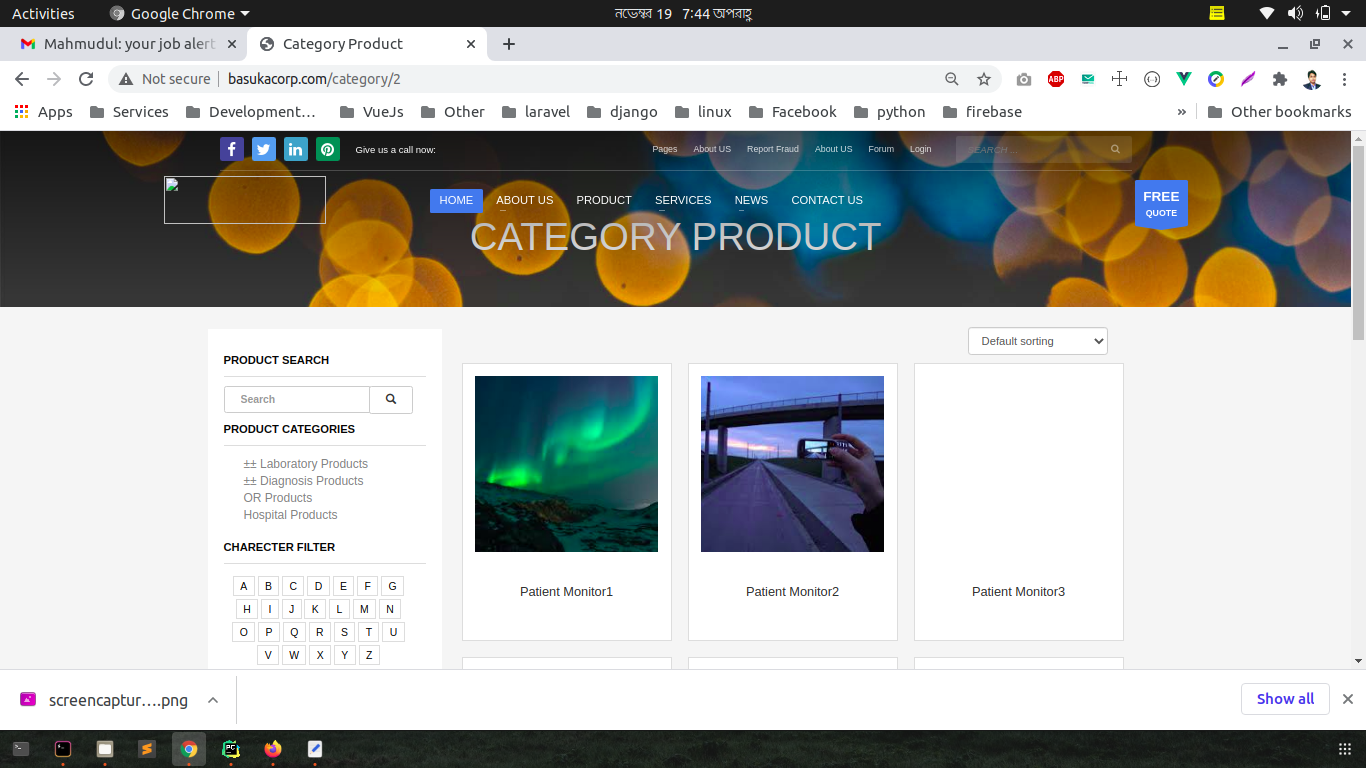 Activities Google Chrome নভেম্বর 19 7:44 অপরাহ্ণ
Mahmudul: your job alert Category Product
Not secure basukacorp.com/category/2
Apps Services Development… VueJs Other laravel django linux Facebook python firebase » Other bookmarks
Give us a call now: Pages About US Report Fraud About US Forum Login SEARCH ...
HOME ABOUT US PRODUCT SERVICES NEWS CONTACT US
FREE
QUOTE
CATEGORY PRODUCT
Default sorting
PRODUCT SEARCH
Search
PRODUCT CATEGORIES
±± Laboratory Products
±± Diagnosis Products
OR Products
Hospital Products
CHARECTER FILTER
A B C D E F G
H I J K L M N
O P Q R S T U
V W X Y Z
Patient Monitor1 Patient Monitor2 Patient Monitor3
screencaptur….png Show all